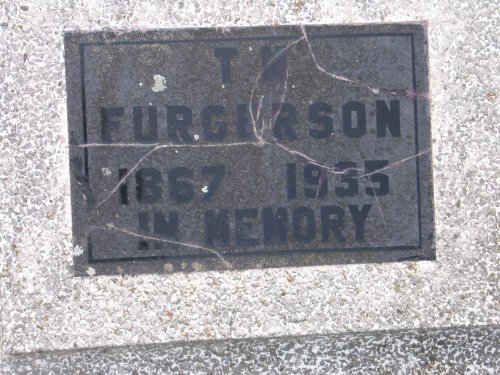 T M
FURGERSON
1867 1935
IN MEMORY